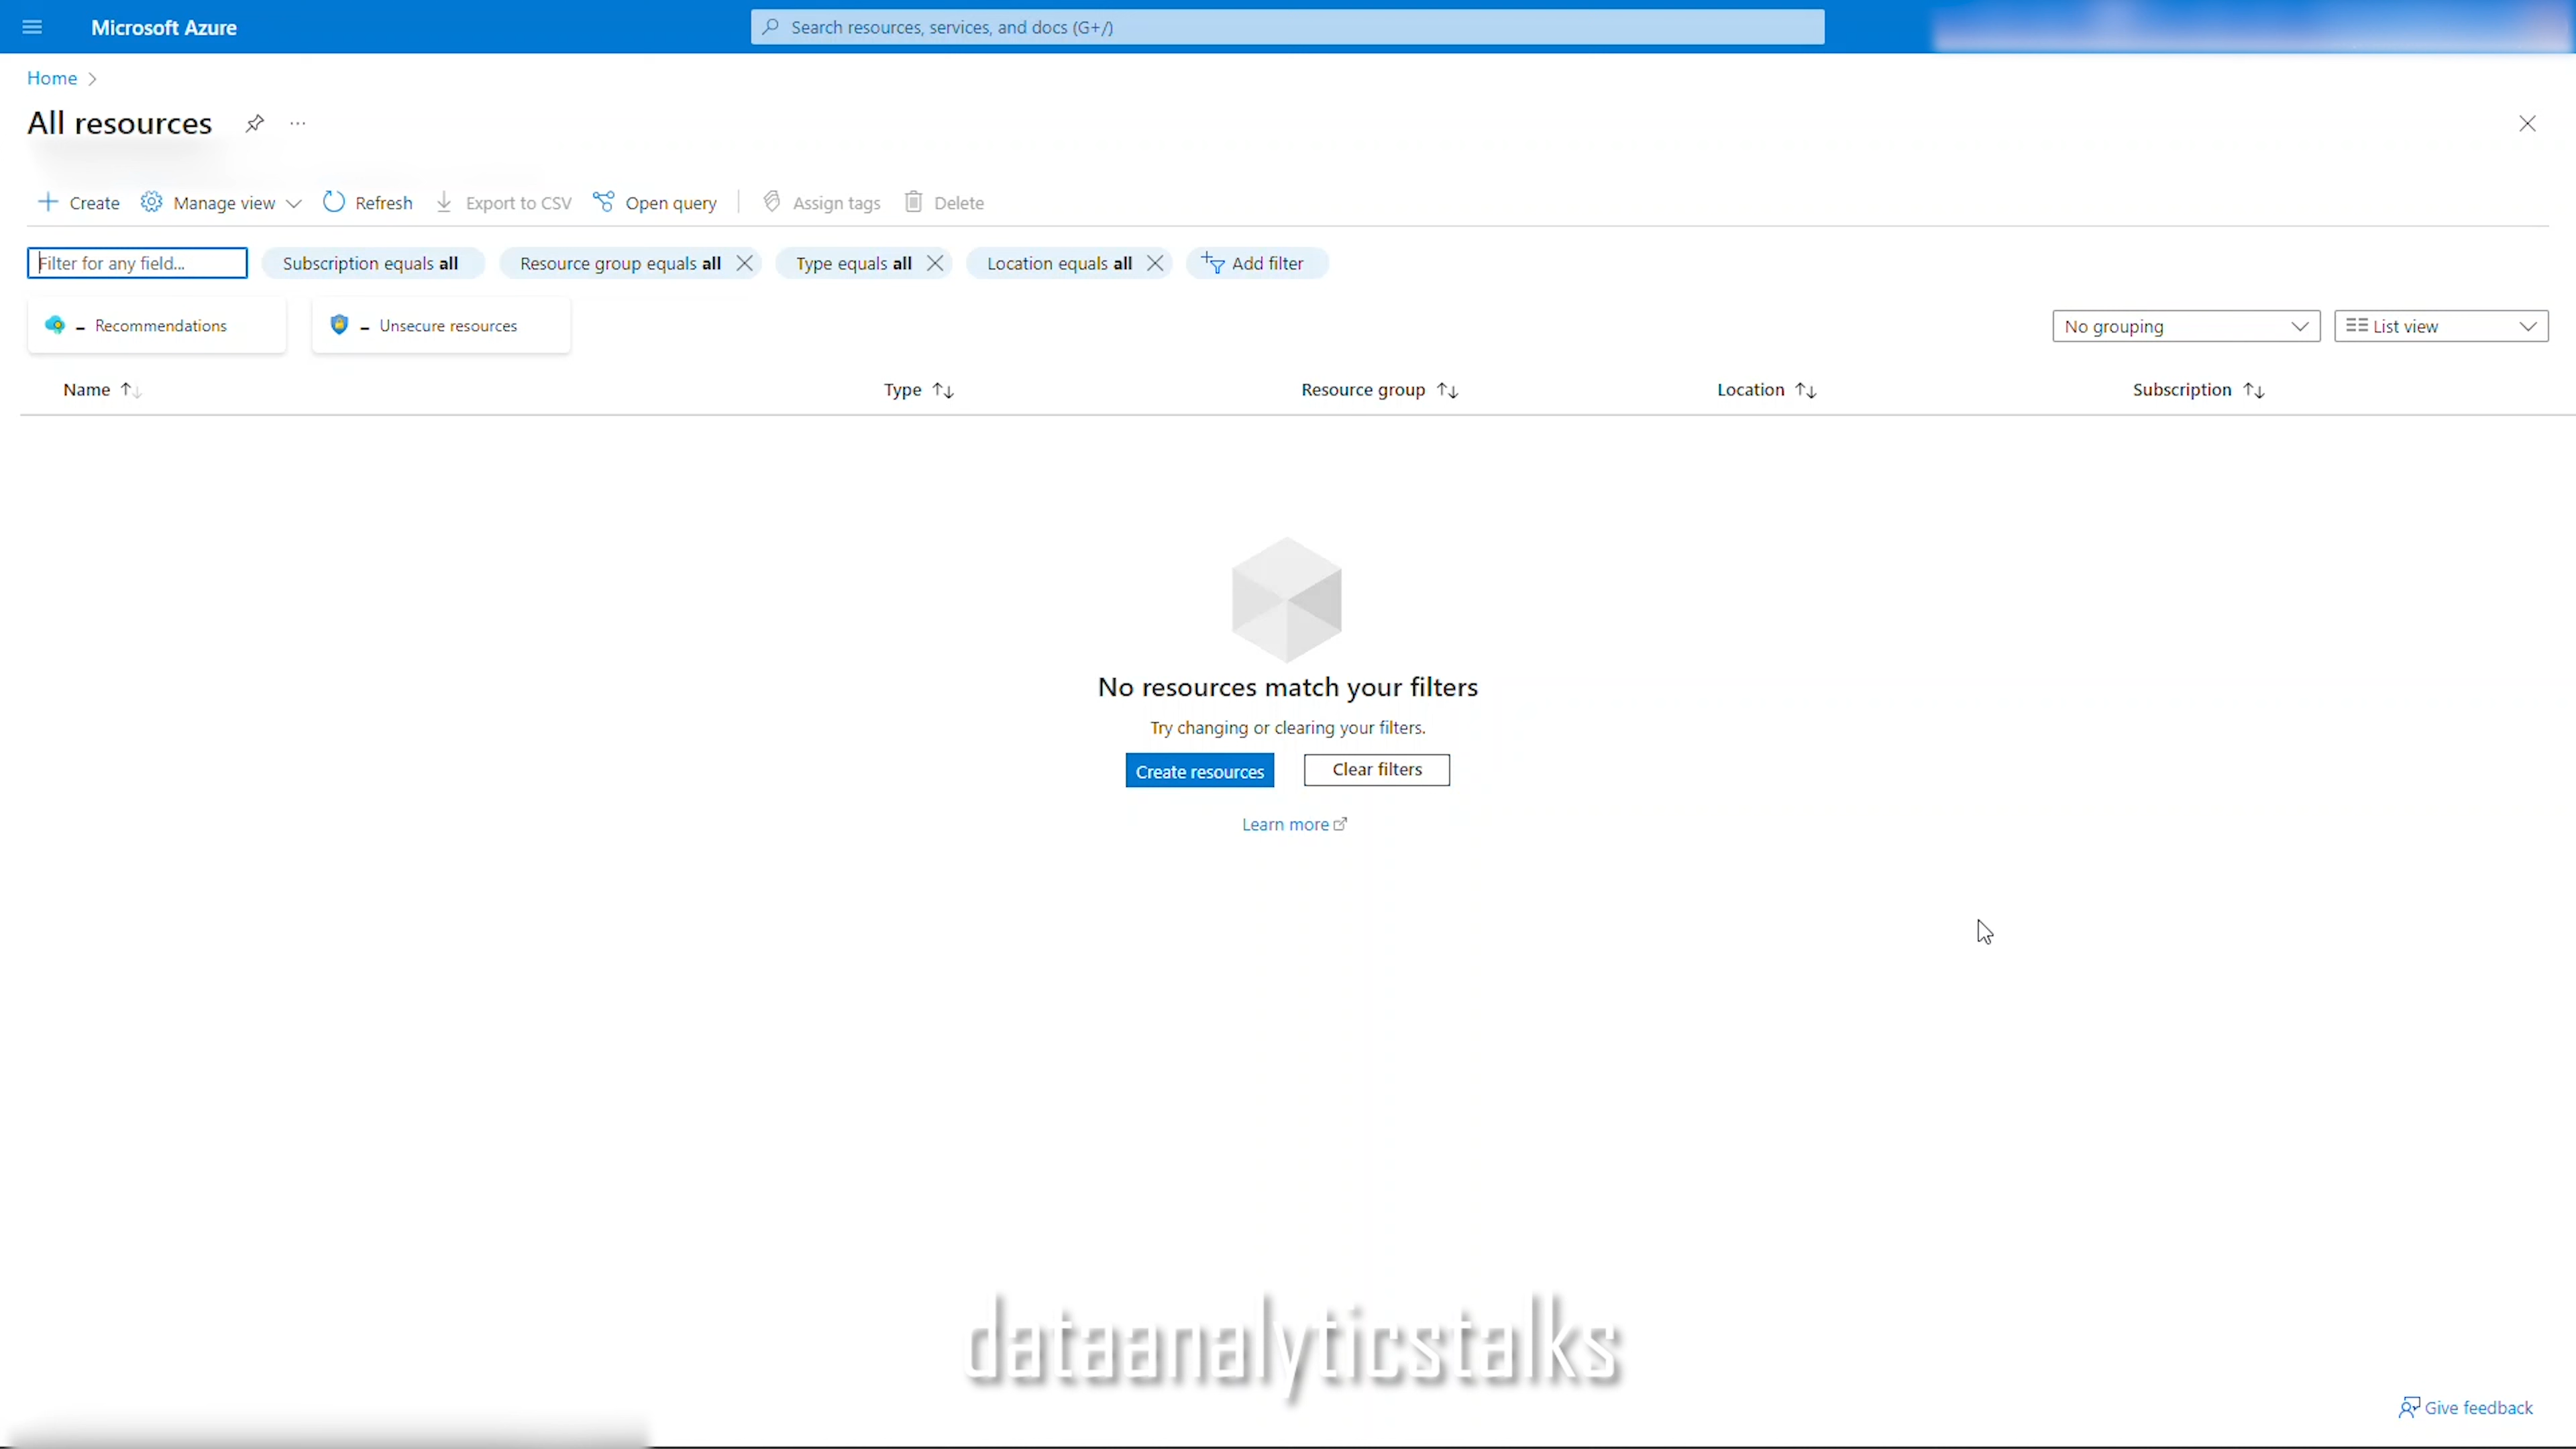 Microsoft Azure
Search resources, services, and docs (G+/)
Home
All resources
Create Manage view Refresh Export to CSV Open query Assign tags Delete
Filter for any field... Subscription equals all Resource group equals all Type equals all Location equals all Add filter
Recommendations Unsecure resources No grouping List view
Name Type Resource group Location Subscription
No resources match your filters
Try changing or clearing your filters.
Create resources Clear filters
Learn more
dataanalyticstalks
Give feedback